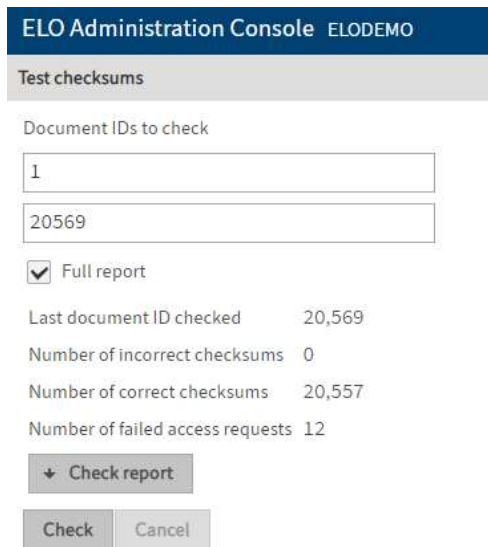 ELO Administration Console ELODEMO
Test checksums
Document IDs to check
1
20569
Full report
Last document ID checked 20,569
Number of incorrect checksums 0
Number of correct checksums 20,557
Number of failed access requests 12
Check report
Check Cancel